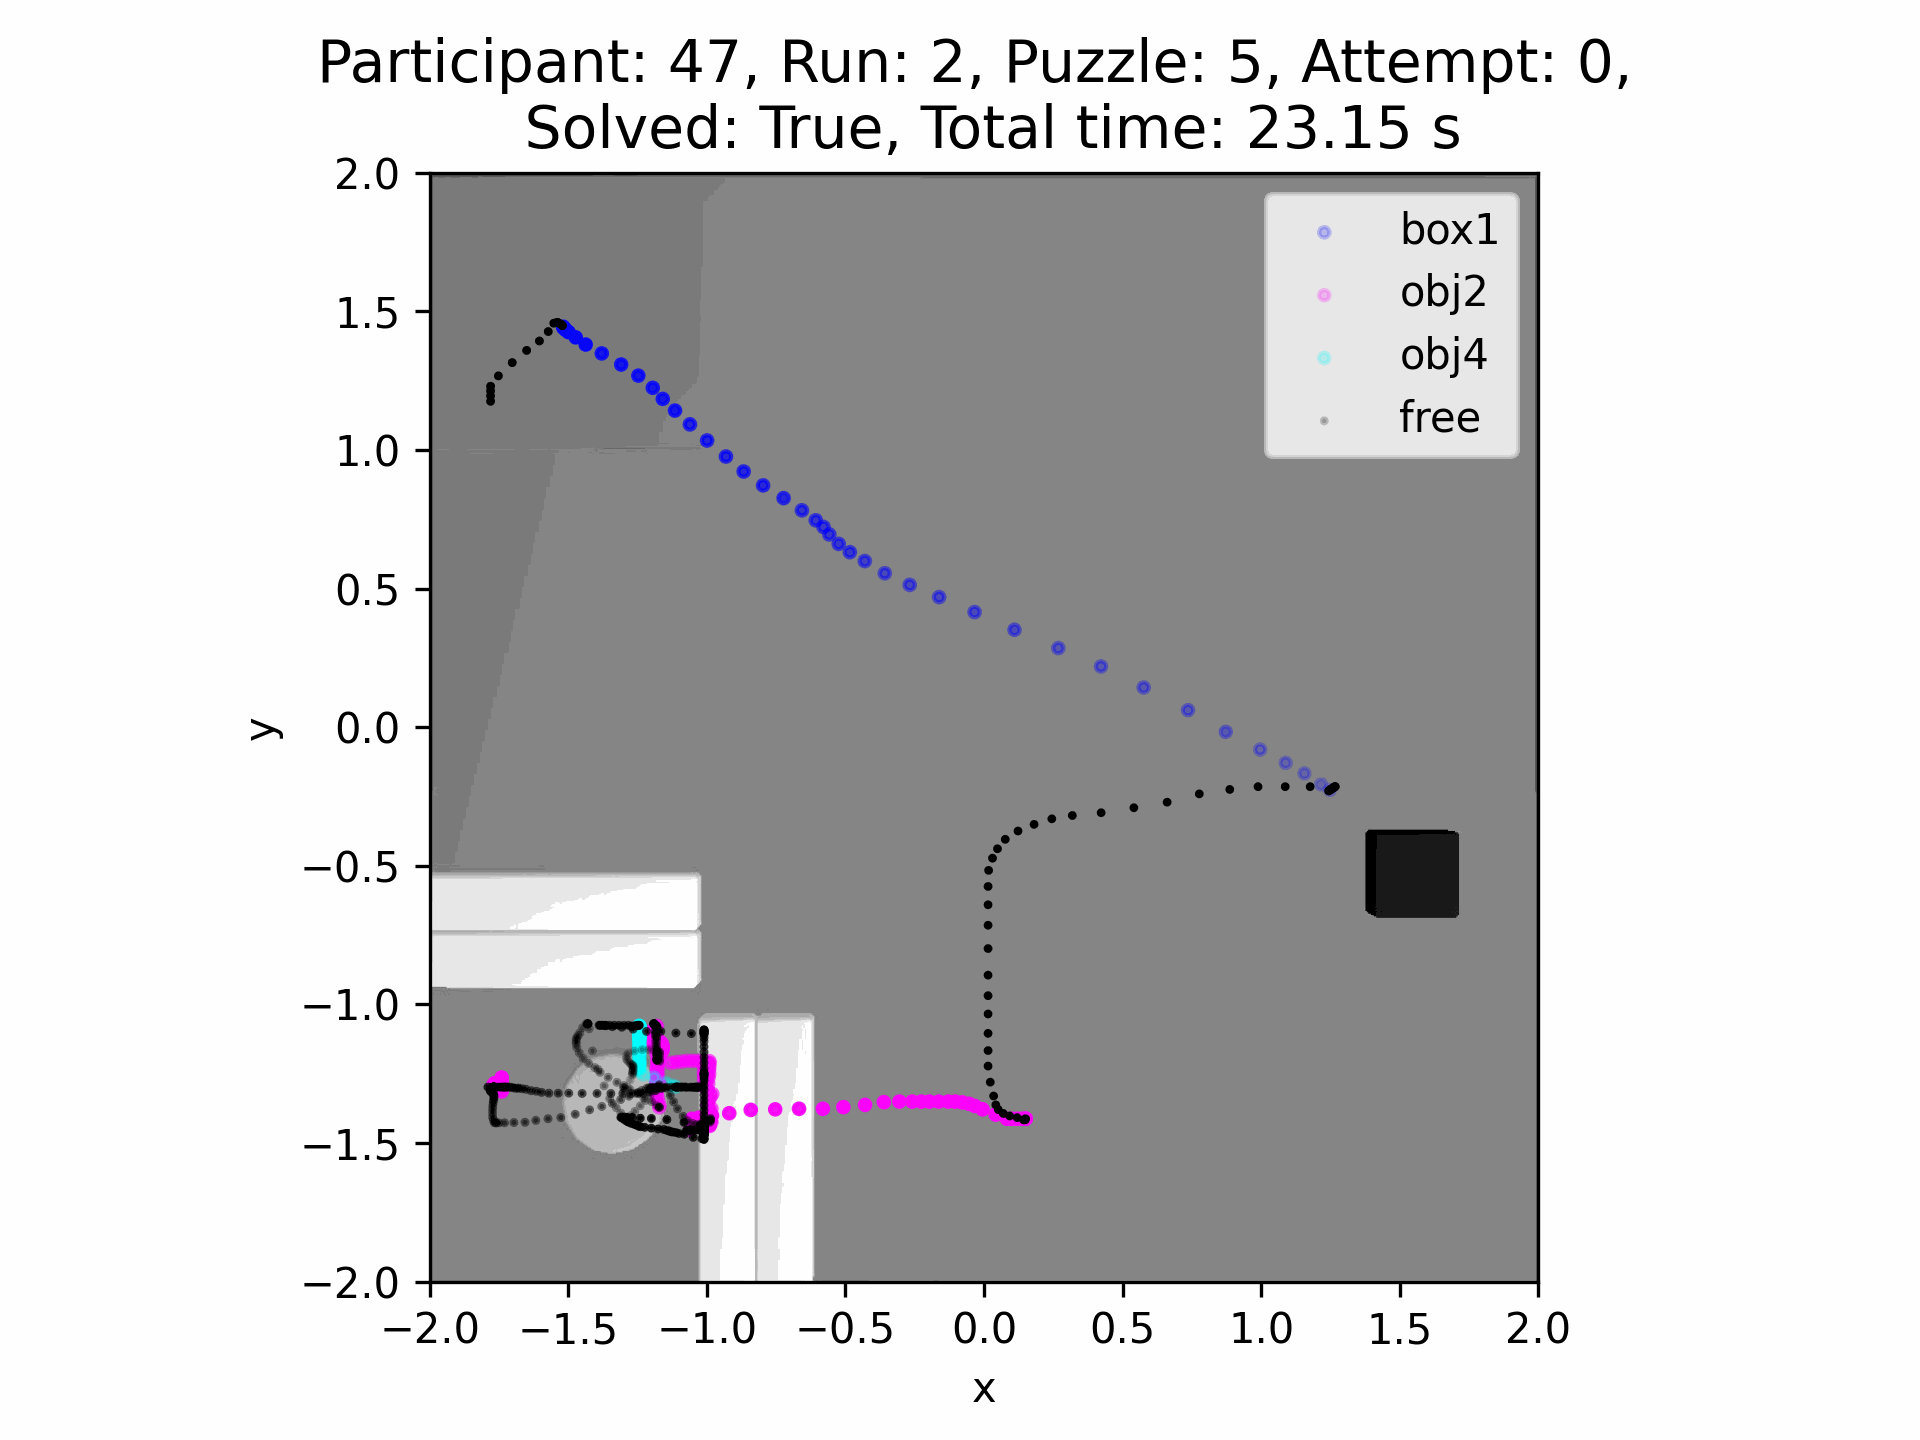 Participant: 47, Run: 2, Puzzle: 5, Attempt: 0,
Solved: True, Total time: 23.15 s
2.0
1.5
1.0
0.5
0.0
−0.5
−1.0
−1.5
−2.0
y
box1
obj2
obj4
free
−2.0 −1.5 −1.0 −0.5 0.0 0.5 1.0 1.5 2.0
x